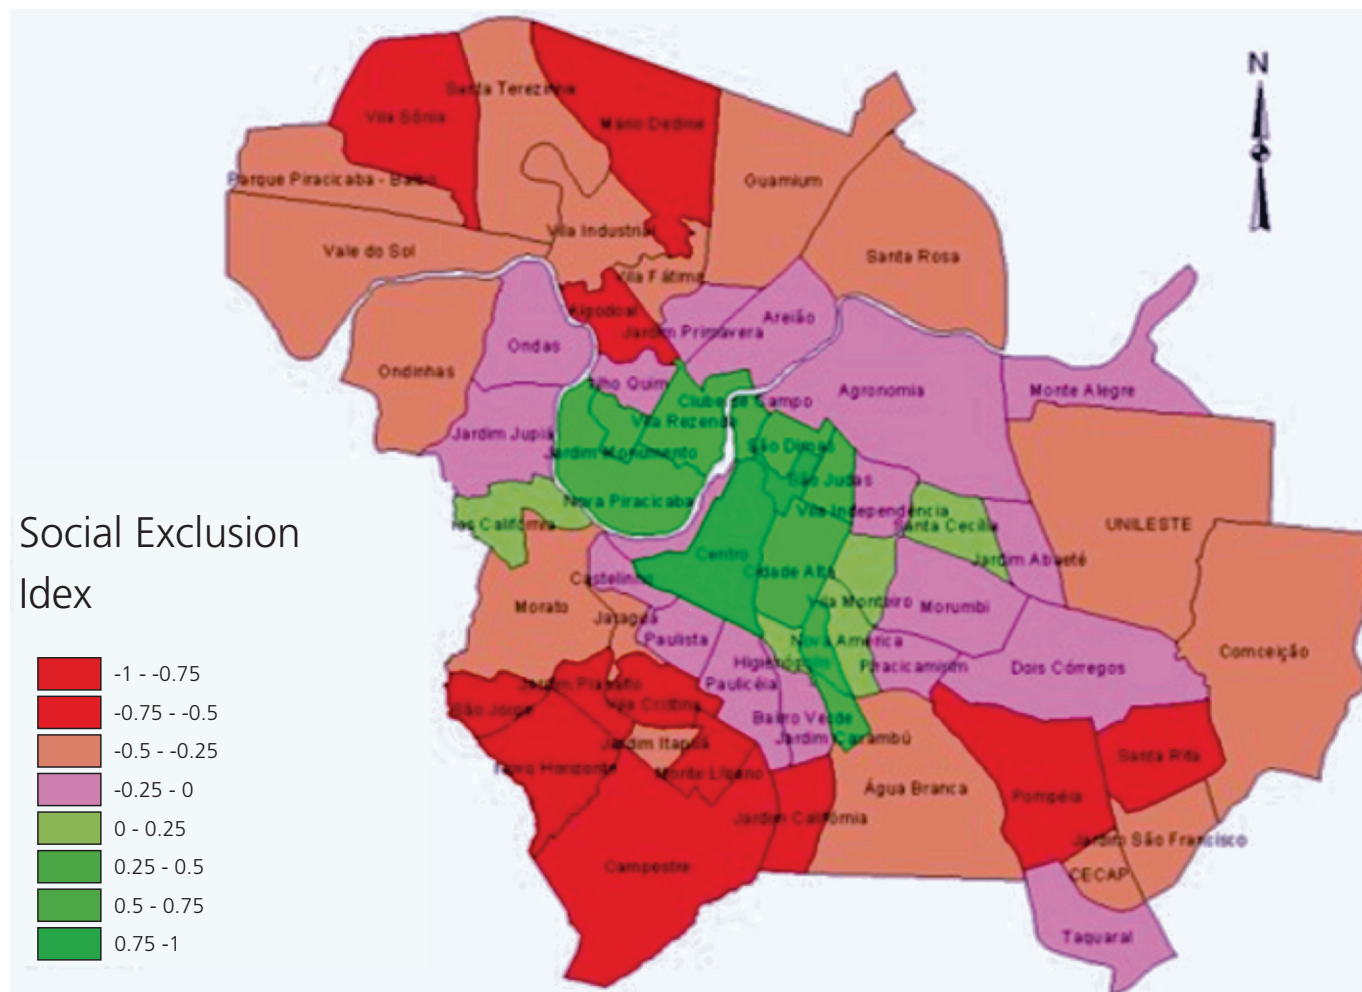 N
Santa Terezinha
Vila Sônia
Mário Dedine
Parque Piracicaba -
Guamium
Vila Industrial
Vale do Sol
Santa Rosa
Vila Fátima
Algodoal
Areião
Jardim Primavera
Ondas
Ondinhas
Agronomia
Monte Alegre
Clube de Campo
Vila Rezende
Jardim Jupiá
São Dimas
Jardim Monumento
São Judas
Nova Piracicaba
Vila Independência
Santa Cecília
Califórnia
UNILESTE
Social Exclusion
Idex
Centro
Jardim Abaeté
Cidade Alta
Castelinho
Vila Monteiro
Morumbi
Morato
Jaraguá
Paulista
Nova América
Comceição
Higienópolis
Piracicamirim
Dois Córregos
-1 - -0.75
Jardim Planalto
Paulicéia
São Jorge
Vila Cristina
-0.75 - -0.5
Bairro Verde
Jardim Caxambú
Jardim Itapuã
-0.5 - -0.25
Santa Rita
Novo Horizonte
Monte Líbano
-0.25 - 0
Água Branca
Pompéia
Jardim Califórnia
0 - 0.25
Jardim São Francisco
0.25 - 0.5
Campestre
CECAP
0.5 - 0.75
0.75 -1
Taquaral